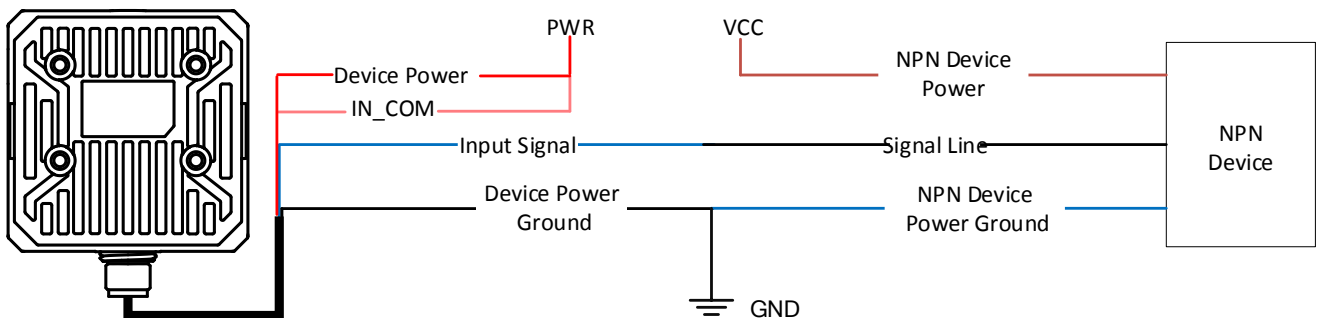 PWR
VCC
Device Power
NPN Device
Power
IN_COM
Input Signal
Signal Line
NPN
Device
Device Power
Ground
NPN Device
Power Ground
GND